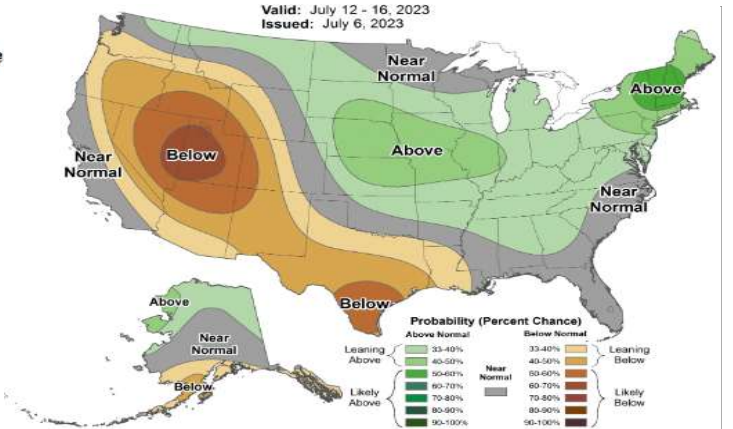 Valid: July 12 - 16, 2023
Issued: July 6, 2023
Near
Normal
Above
Below
Above
Near
Normal
Near
Normal
Above
Below
Near
Normal
Below
Probability (Percent Chance)
Above Normal
Below Normal
Leaning
Above
33-40%
40-50%
Likely
Above
50-60%
60-70%
70-80%
80-90%
90-100%
Near
Normal
33-40%
40-50%
50-60%
60-70%
70-80%
80-90%
90-100%
Leaning
Below
Likely
Below